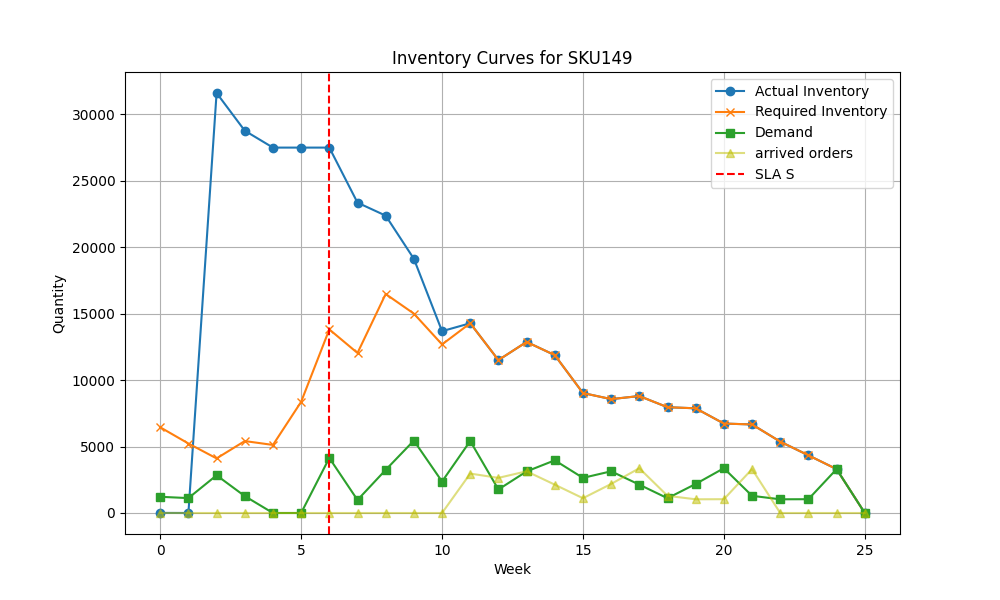 Inventory Curves for SKU149
Actual Inventory
Required Inventory
Demand
arrived orders
SLA S
Quantity
30000
25000
20000
15000
10000
5000
0
0 5 10 15 20 25
Week